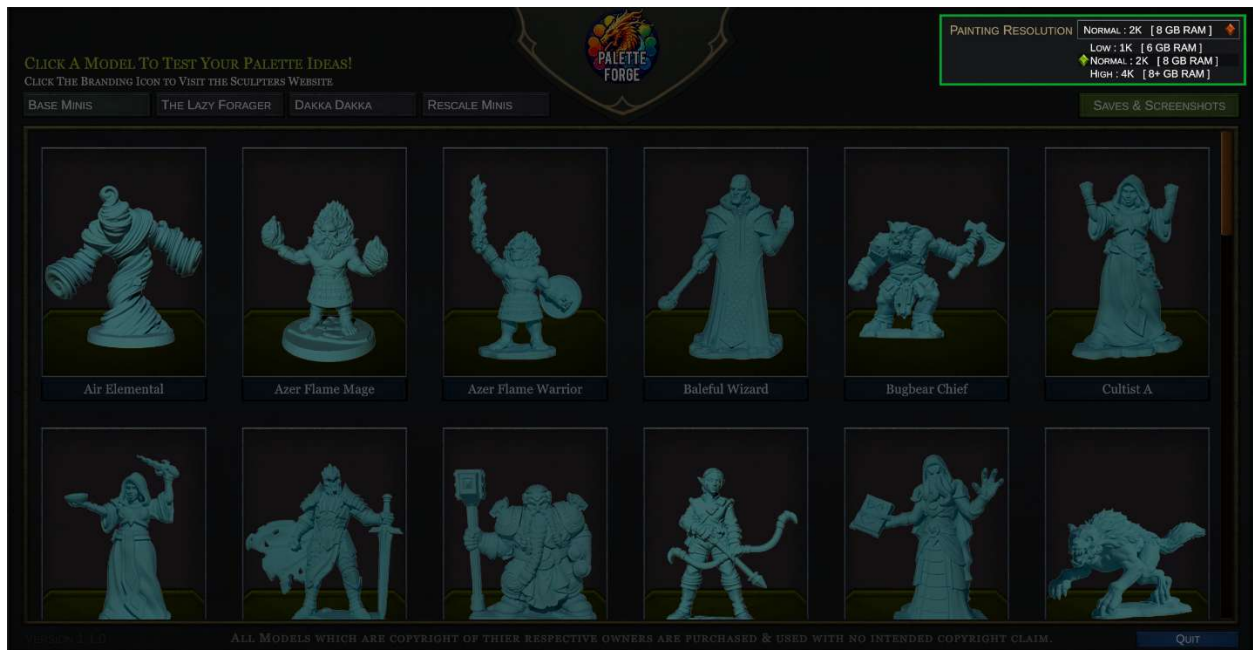 PALETTE
FORGE
PAINTING RESOLUTION NORMAL : 2K [ 8 GB RAM ]
LOW : 1K [ 6 GB RAM ]
NORMAL : 2K [ 8 GB RAM ]
HIGH : 4K [ 8+ GB RAM ]
CLICK A MODEL TO TEST YOUR PALETTE IDEAS!
CLICK THE BRANDING ICON TO VISIT THE SCULPTERS WEBSITE
BASE MINIS THE LAZY FORAGER DAKKA DAKKA RESCALE MINIS SAVES & SCREENSHOTS
Air Elemental Azer Flame Mage Azer Flame Warrior Baleful Wizard Bugbear Chief Cultist A
ALL MODELS WHICH ARE COPYRIGHT OF THIER RESPECTIVE OWNERS ARE PURCHASED & USED WITH NO INTENDED COPYRIGHT CLAIM. QUIT